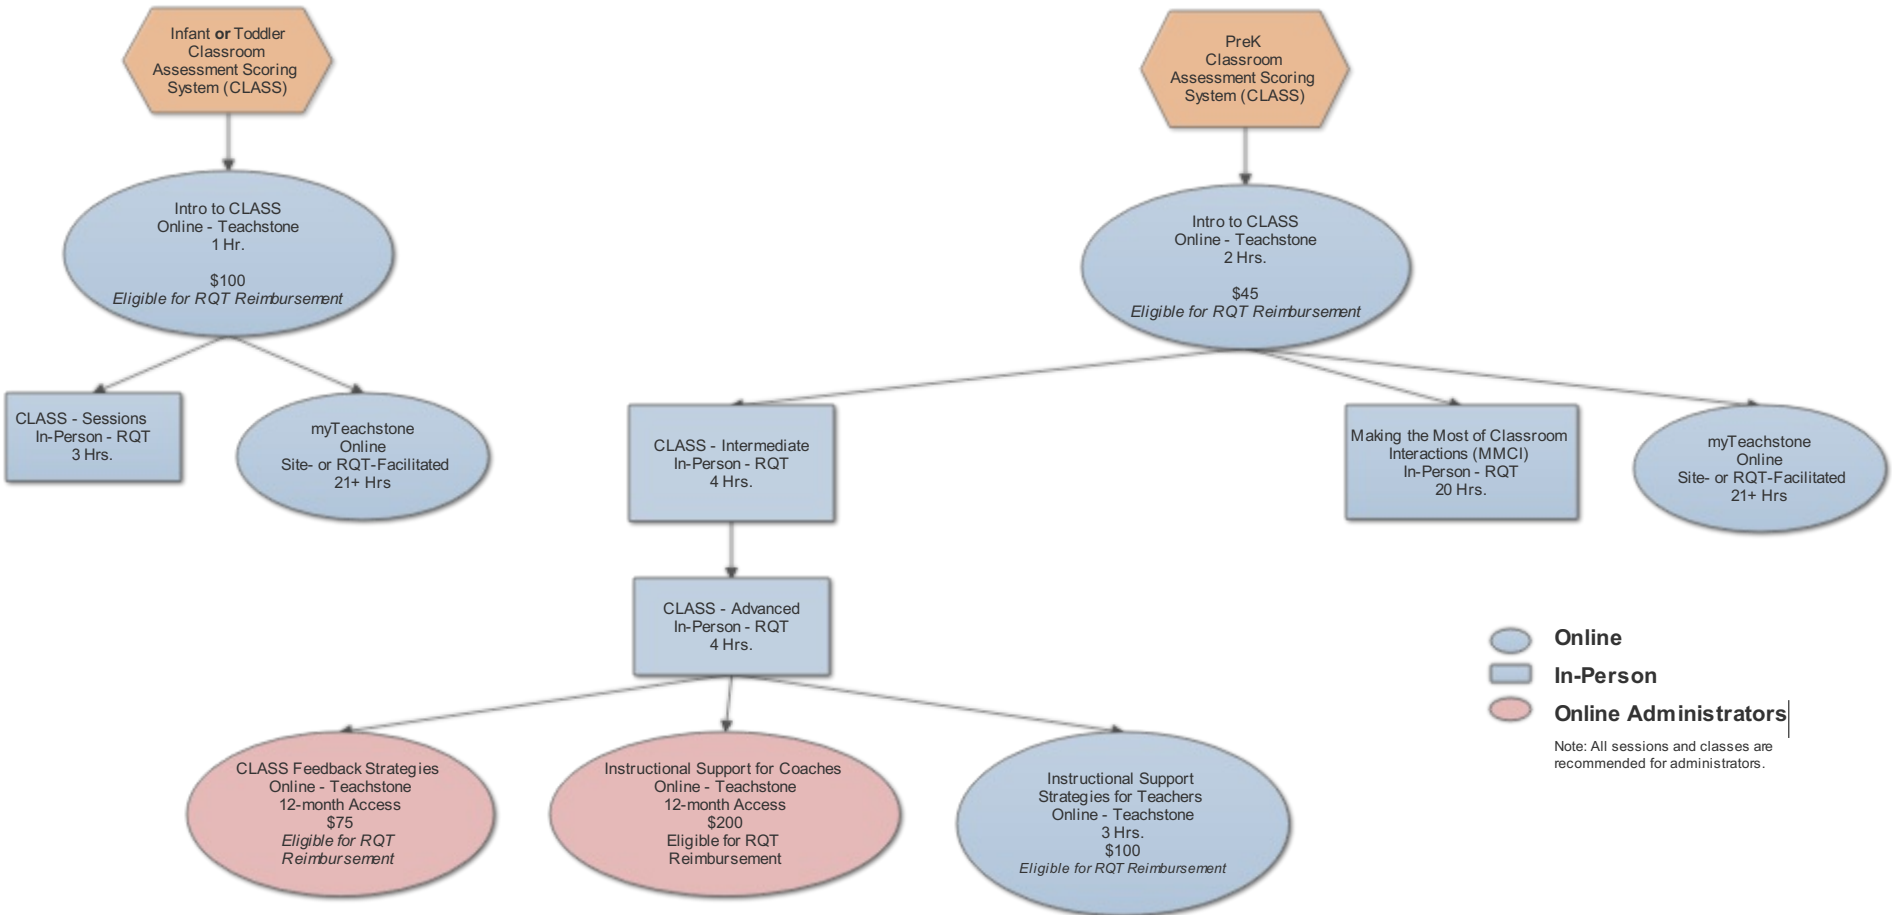 Infant or Toddler
Classroom
Assessment Scoring
System (CLASS)
PreK
Classroom
Assessment Scoring
System (CLASS)
Intro to CLASS
Online - Teachstone
1 Hr.
$100
Eligible for RQT Reimbursement
Intro to CLASS
Online - Teachstone
2 Hrs.
$45
Eligible for RQT Reimbursement
CLASS - Sessions
In-Person - RQT
3 Hrs.
myTeachstone
Online
Site- or RQT-Facilitated
21+ Hrs
CLASS - Intermediate
In-Person - RQT
4 Hrs.
Making the Most of Classroom
Interactions (MMCI)
In-Person - RQT
20 Hrs.
myTeachstone
Online
Site- or RQT-Facilitated
21+ Hrs
CLASS - Advanced
In-Person - RQT
4 Hrs.
Online
In-Person
Online Administrators
Note: All sessions and classes are
recommended for administrators.
CLASS Feedback Strategies
Online - Teachstone
12-month Access
$75
Eligible for RQT
Reimbursement
Instructional Support for Coaches
Online - Teachstone
12-month Access
$200
Eligible for RQT
Reimbursement
Instructional Support
Strategies for Teachers
Online - Teachstone
3 Hrs.
$100
Eligible for RQT Reimbursement